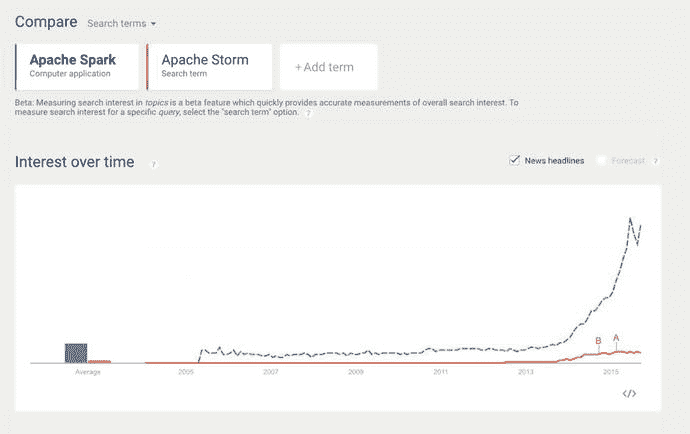 Compare Search terms
Apache Spark
Computer application
Apache Storm
Search term
+Add term
Beta: Measuring search interest in topics is a beta feature which quickly provides accurate measurements of overall search interest. To
measure search interest for a specific query, select the "search term" option. ?
Interest over time ?
News headlines
Forecast ?
B
A
Average
2005
2007
2009
2011
2013
2015
</>